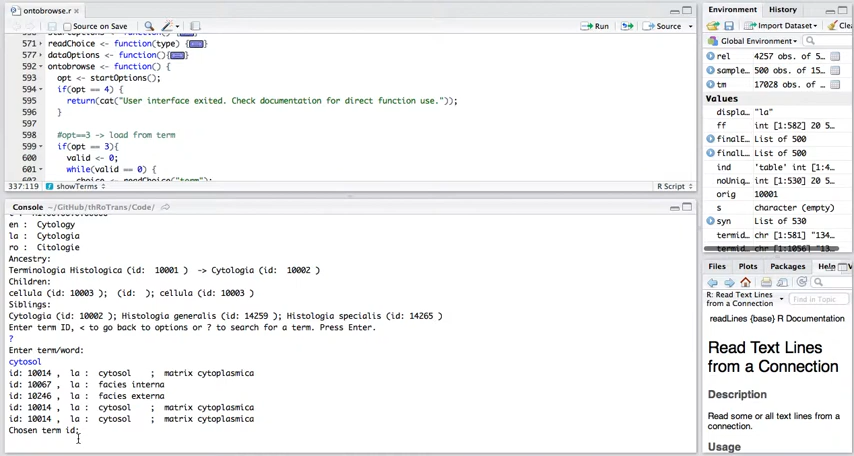 ontobrowse.r
Environment History
Source on Save
Run
Source
Import Dataset
Global Environment
571 readChoice <- function(type) {
577 dataOptions <- function(){
592 ontobrowse <- function() {
593 opt <- startOptions();
594 if(opt == 4) {
595 return(cat("User interface exited. Check documentation for direct function use."));
596 }
597
598 #opt==3 -> load from term
599 if(opt == 3){
600 valid <- 0;
601 while(valid == 0) {
337:119 showTerms R Script
rel 4257 obs. of 5…
sample… 500 obs. of 15…
tm 17028 obs. of …
Values
displa… "la"
ff int [1:582] 20 5
finalE… List of 500
finalL… List of 500
ind 'table' int [1:4…
noUniq… int [1:530] 20 5
orig 10001
s character (empty)
syn List of 530
termid… chr [1:581] "134…
Console ~/GitHub/thRoTrans/Code/
en : Cytology
la : Cytologia
ro : Citologie
Ancestry:
Terminologia Histologica (id: 10001 ) -> Cytologia (id: 10002 )
Children:
cellula (id: 10003 ); (id: ); cellula (id: 10003 )
Siblings:
Cytologia (id: 10002 ); Histologia generalis (id: 14259 ); Histologia specialis (id: 14265 )
Enter term ID, < to go back to options or ? to search for a term. Press Enter.
?
Enter term/word:
cytosol
id: 10014 , la : cytosol ; matrix cytoplasmica
id: 10067 , la : facies interna
id: 10246 , la : facies externa
id: 10014 , la : cytosol ; matrix cytoplasmica
id: 10014 , la : cytosol ; matrix cytoplasmica
Chosen term id:
Files Plots Packages Help
R: Read Text Lines
from a Connection
Find in Topic
readLines {base} R Documentation
Read Text Lines
from a Connection
Description
Read some or all text lines from a
connection.
Usage